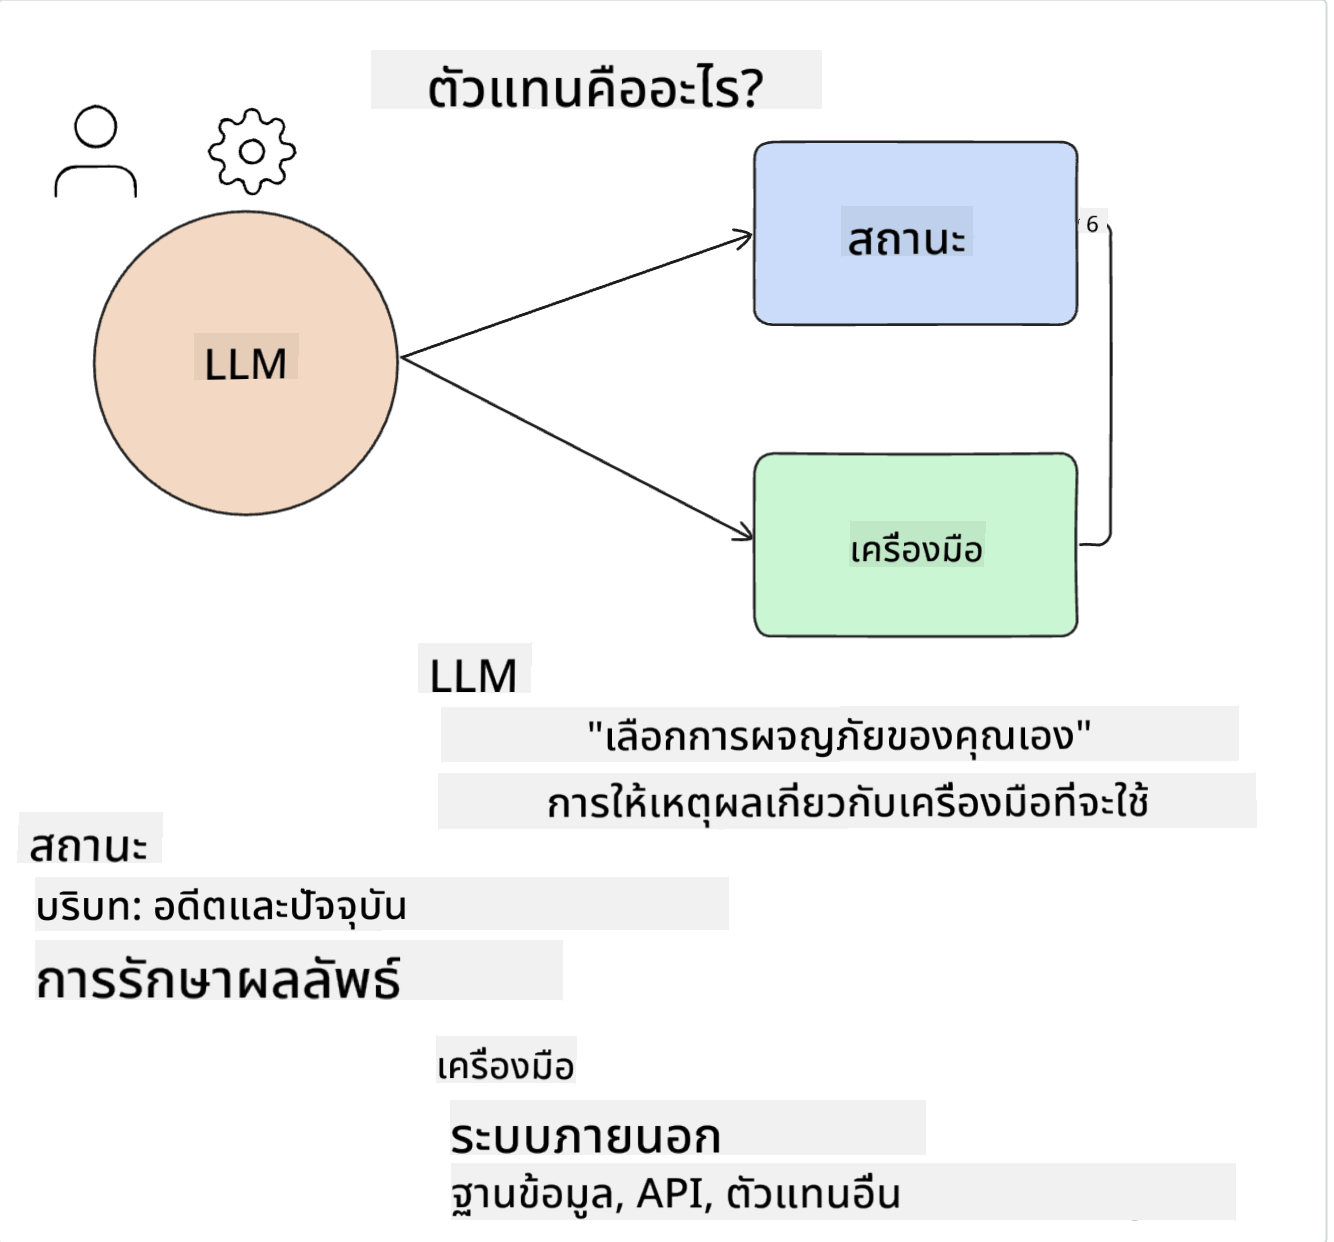 ตัวแทนคืออะไร?
สถานะ
6
LLM
เครื่องมือ
LLM
"เลือกการผจญภัยของคุณเอง"
การให้เหตุผลเกี่ยวกับเครื่องมือที่จะใช้
สถานะ
บริบท: อดีตและปัจจุบัน
การรักษาผลลัพธ์
เครื่องมือ
ระบบภายนอก
ฐานข้อมูล, API, ตัวแทนอื่น